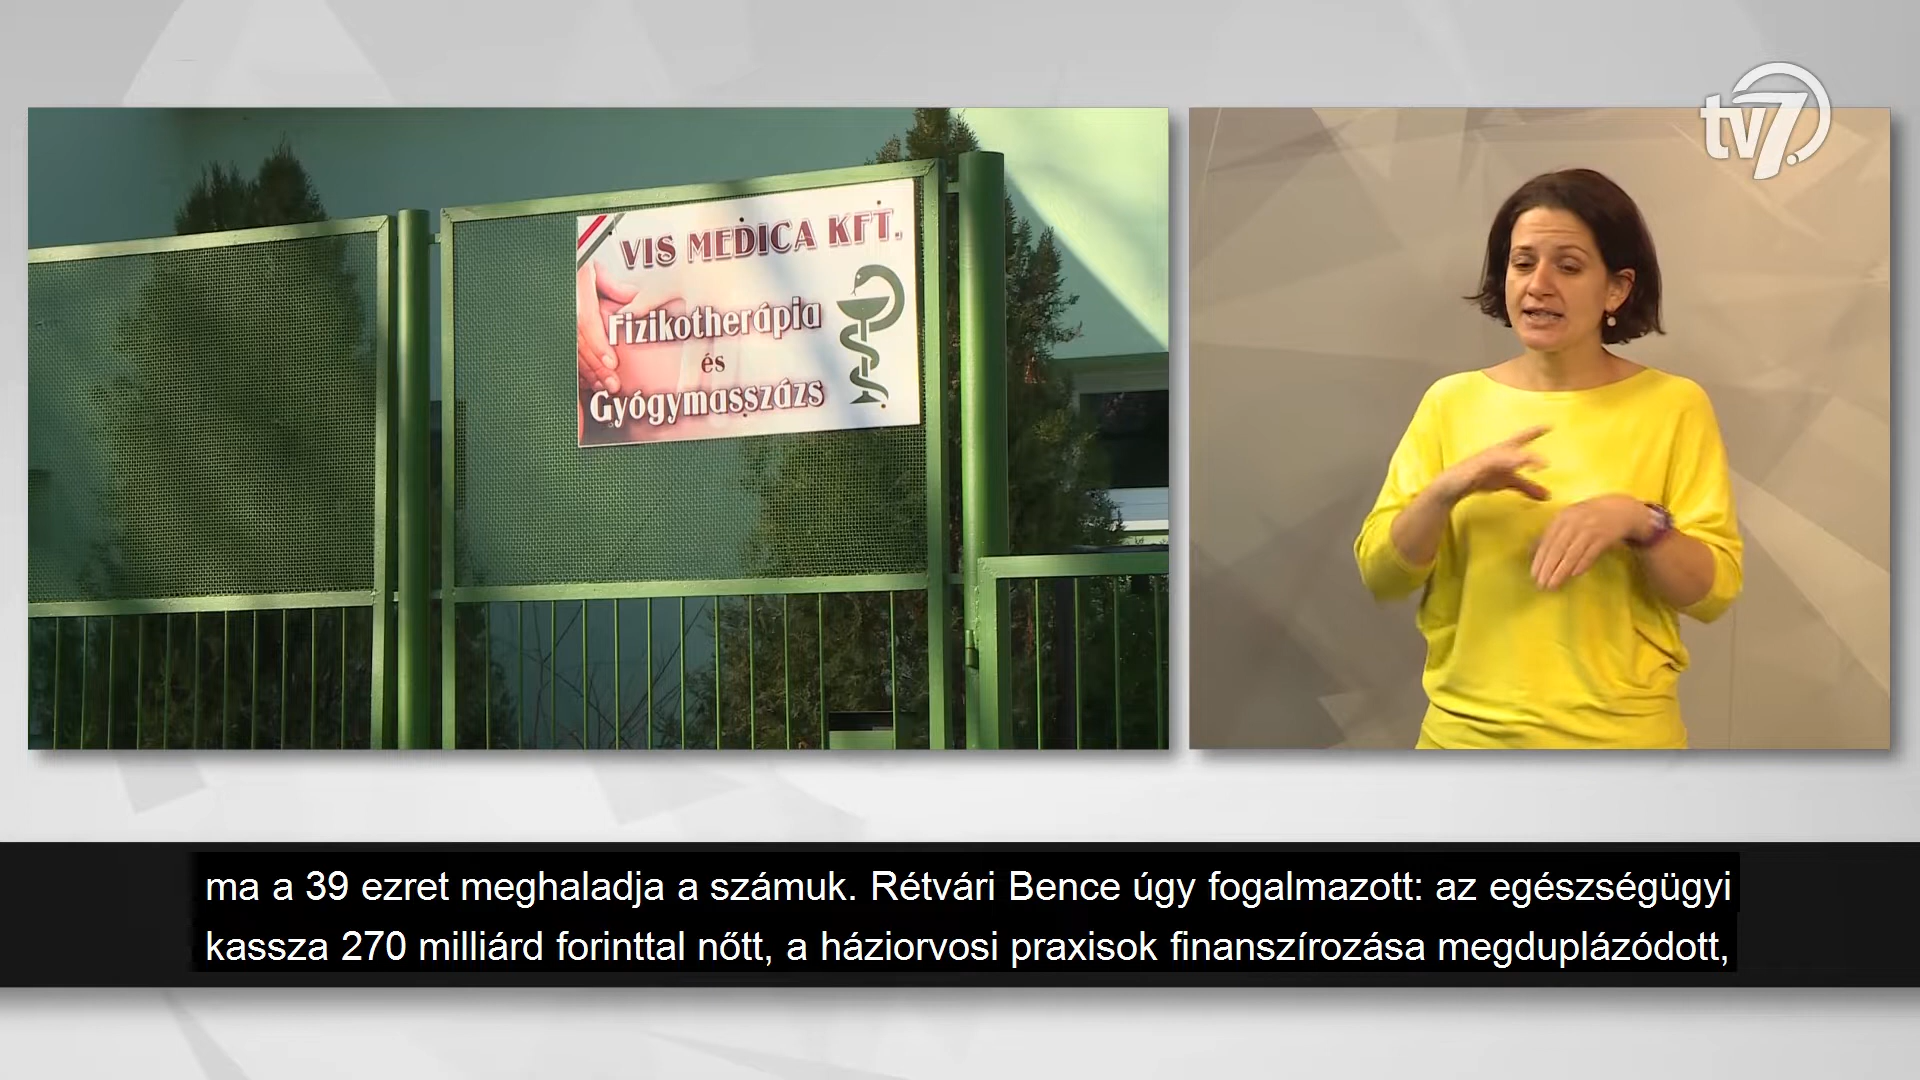 tv7
VIS MEDICA KFT.
Fizikotherápia
és
Gyógymasszázs
ma a 39 ezret meghaladja a számuk. Rétvári Bence úgy fogalmazott: az egészségügyi
kassza 270 milliárd forinttal nőtt, a háziorvosi praxisok finanszírozása megduplázódott,